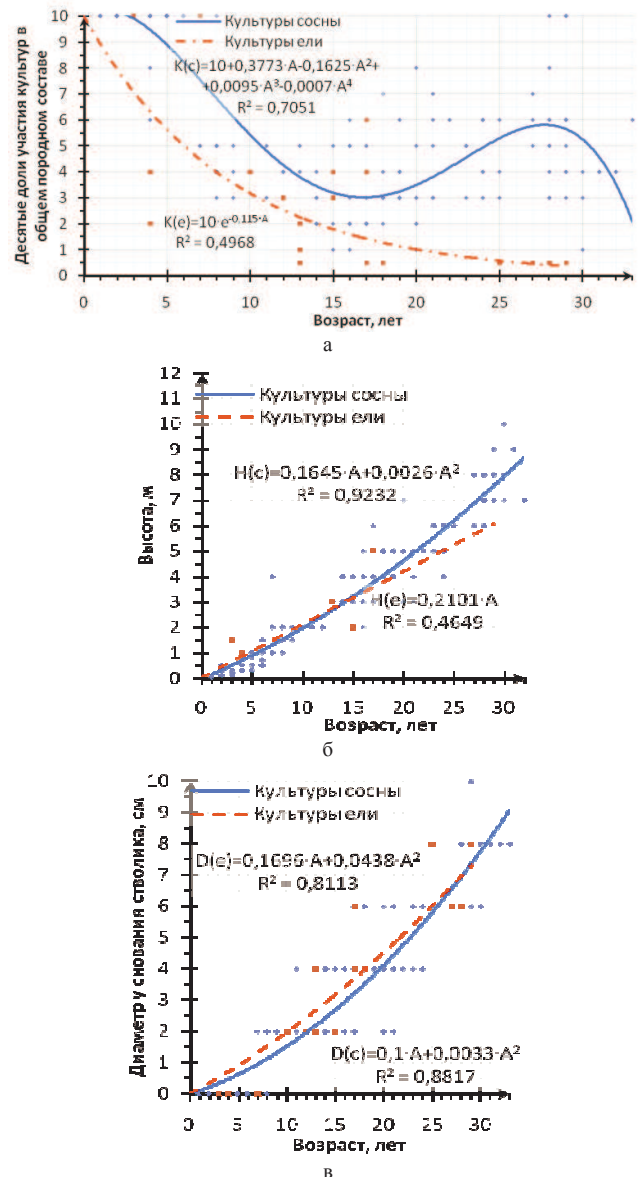 Десятые доли участия культур в
общем породном составе
10
9
8
7
6
5
4
3
2
1
0
Культуры сосны
Культуры ели
K(c)=10+0,3773·A-0,1625·A²+
+0,0095·A³-0,0007·A⁴
R² = 0,7051
K(e)=10·e⁻⁰·¹¹⁵·ᴬ
R² = 0,4968
0 5 10 15 20 25 30
Возраст, лет
а
Высота, м
12
11
10
9
8
7
6
5
4
3
2
1
0
Культуры сосны
Культуры ели
H(c)=0,1645·A+0,0026·A²
R² = 0,9232
H(e)=0,2101·A
R² = 0,4649
0 5 10 15 20 25 30
Возраст, лет
б
Диаметр у снования стволика, см
10
9
8
7
6
5
4
3
2
1
0
Культуры сосны
Культуры ели
D(e)=0,1696·A+0,0438·A²
R² = 0,8113
D(c)=0,1·A+0,0033·A²
R² = 0,8817
0 5 10 15 20 25 30
Возраст, лет
в